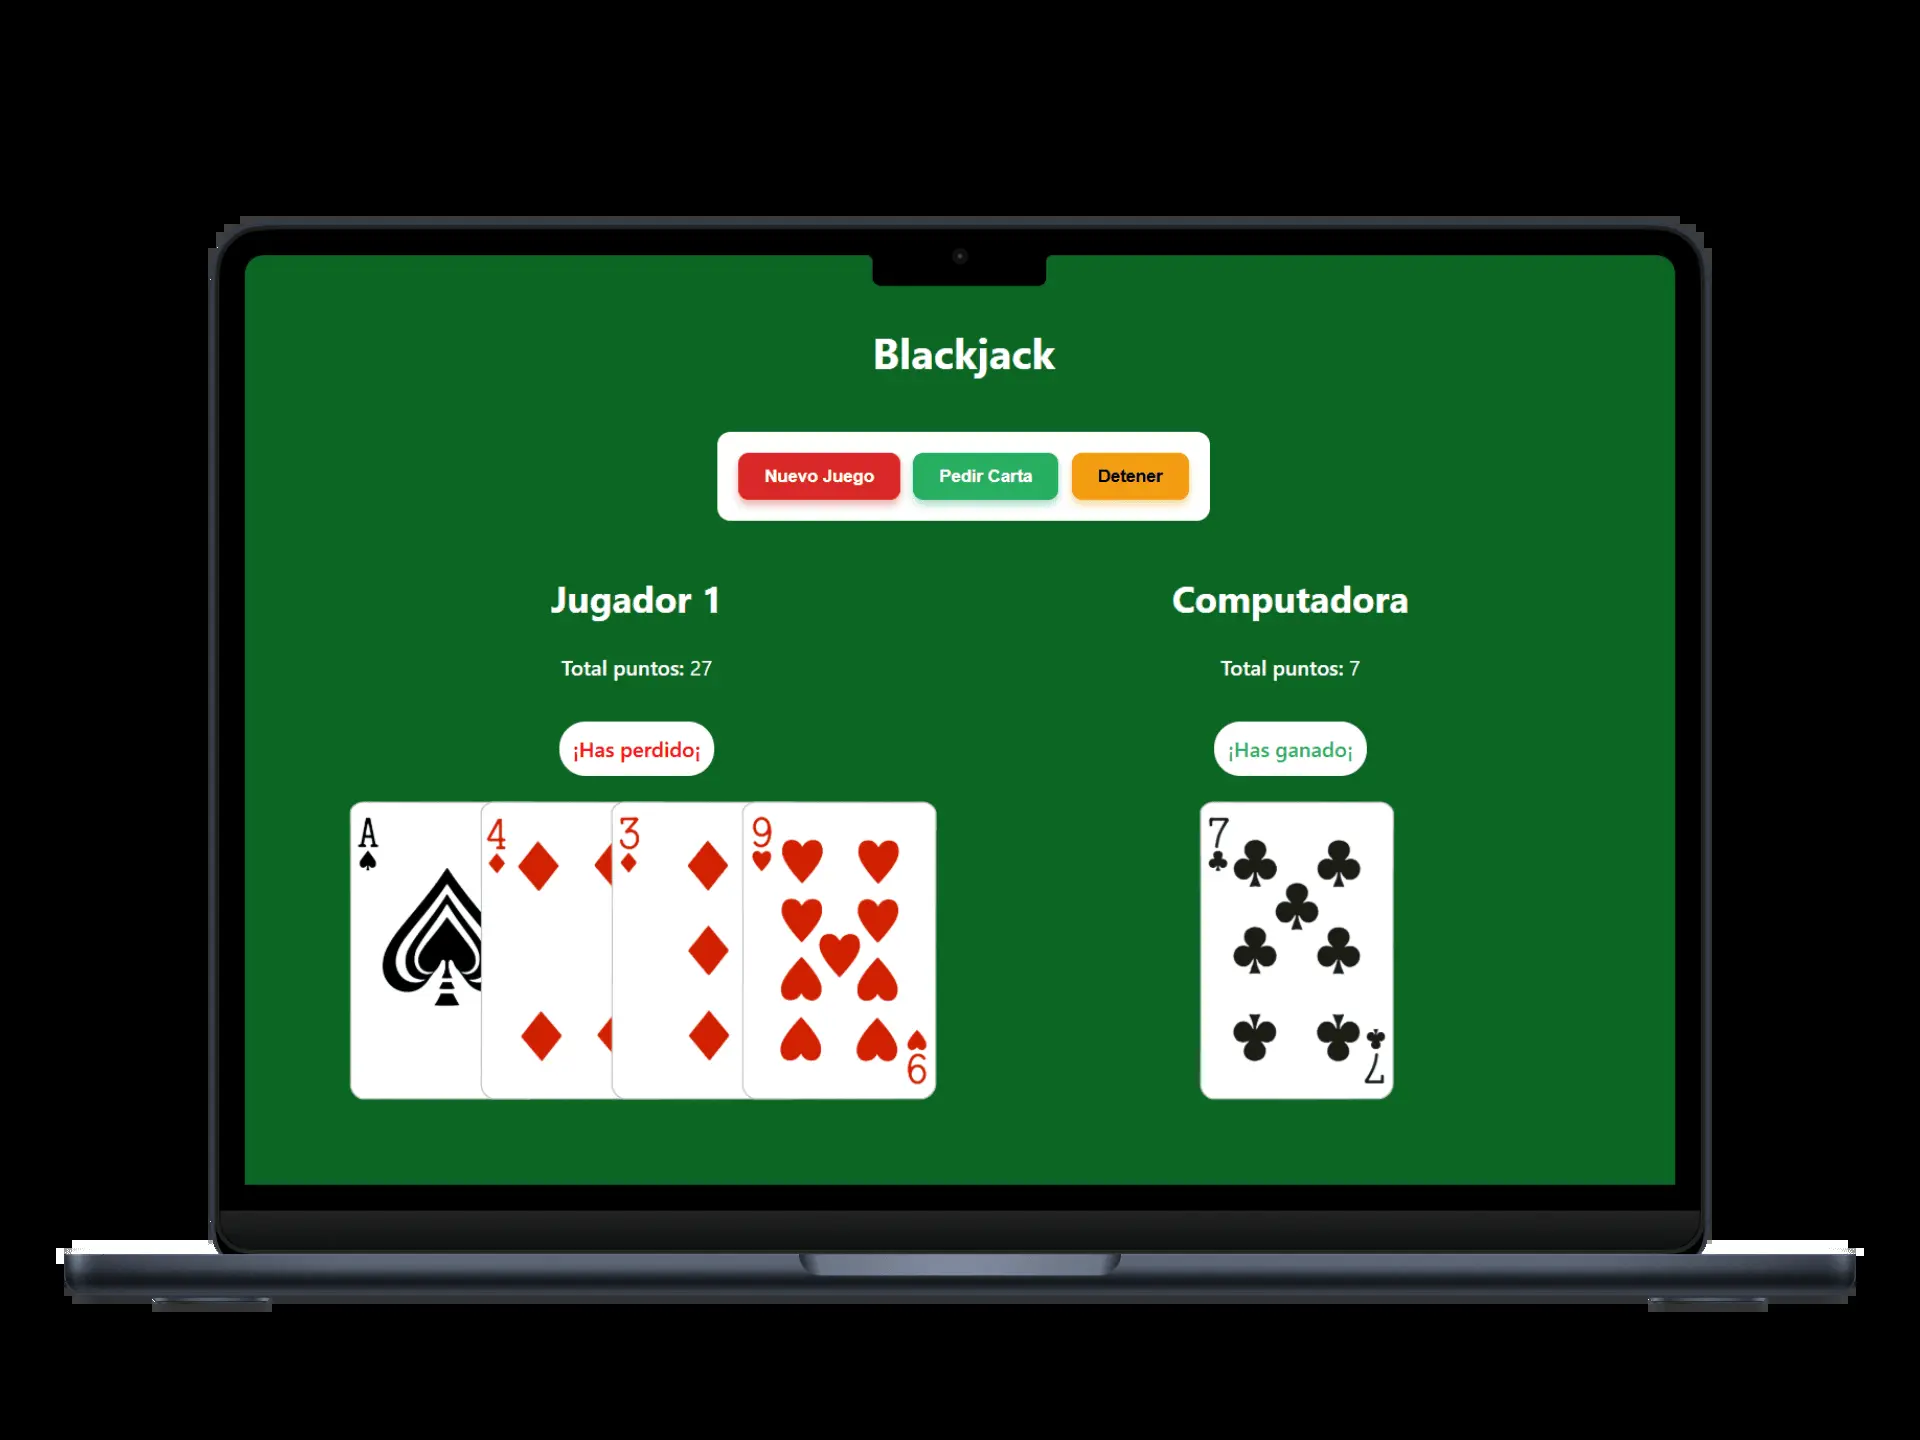 Blackjack
Nuevo Juego Pedir Carta Detener
Jugador 1
Total puntos: 27
¡Has perdido¡
A
4
3
9
9
Computadora
Total puntos: 7
¡Has ganado¡
7
7